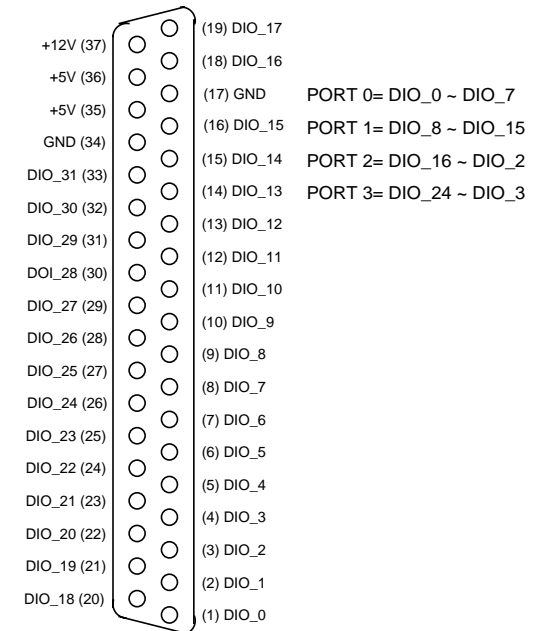 +12V (37)
+5V (36)
+5V (35)
GND (34)
DIO_31 (33)
DIO_30 (32)
DIO_29 (31)
DOI_28 (30)
DIO_27 (29)
DIO_26 (28)
DIO_25 (27)
DIO_24 (26)
DIO_23 (25)
DIO_22 (24)
DIO_21 (23)
DIO_20 (22)
DIO_19 (21)
DIO_18 (20)
(19) DIO_17
(18) DIO_16
(17) GND
(16) DIO_15
(15) DIO_14
(14) DIO_13
(13) DIO_12
(12) DIO_11
(11) DIO_10
(10) DIO_9
(9) DIO_8
(8) DIO_7
(7) DIO_6
(6) DIO_5
(5) DIO_4
(4) DIO_3
(3) DIO_2
(2) DIO_1
(1) DIO_0
PORT 0= DIO_0 ~ DIO_7
PORT 1= DIO_8 ~ DIO_15
PORT 2= DIO_16 ~ DIO_2
PORT 3= DIO_24 ~ DIO_3